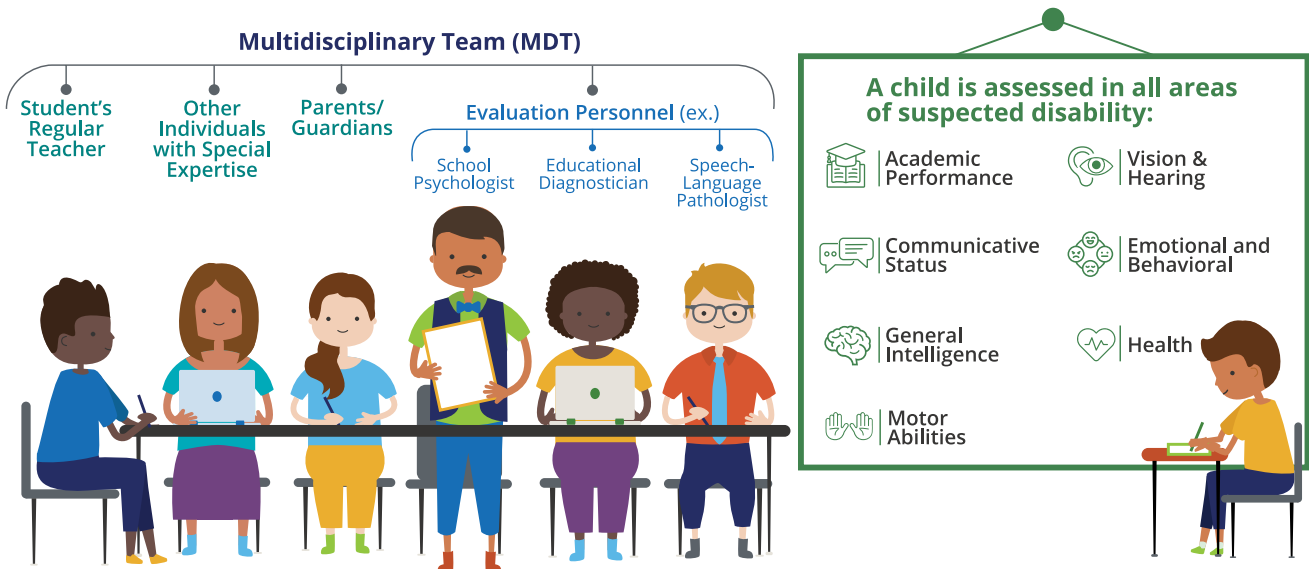 Multidisciplinary Team (MDT)
Student’s
Regular
Teacher
Other
Individuals
with Special
Expertise
Parents/
Guardians
Evaluation Personnel (ex.)
School
Psychologist
Educational
Diagnostician
Speech-
Language
Pathologist
A child is assessed in all areas
of suspected disability:
Academic
Performance
Vision &
Hearing
Communicative
Status
Emotional and
Behavioral
General
Intelligence
Health
Motor
Abilities